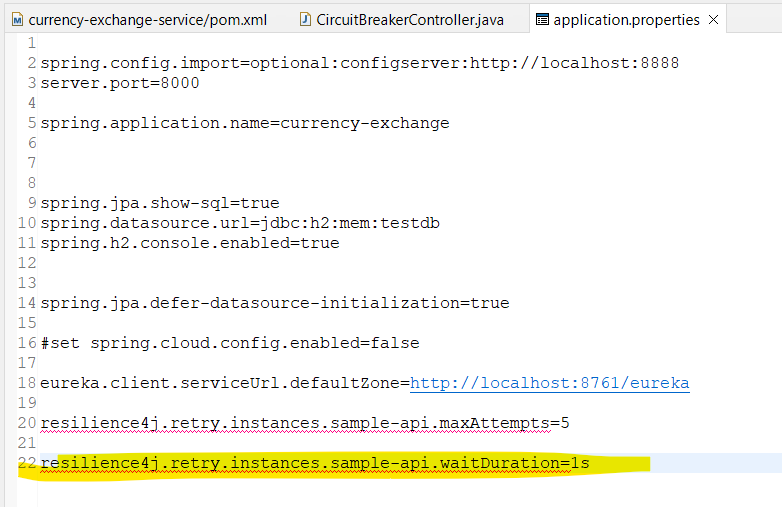 currency-exchange-service/pom.xml CircuitBreakerController.java application.properties
1
2 spring.config.import=optional:configserver:http://localhost:8888
3 server.port=8000
4
5 spring.application.name=currency-exchange
6
7
8
9 spring.jpa.show-sql=true
10 spring.datasource.url=jdbc:h2:mem:testdb
11 spring.h2.console.enabled=true
12
13
14 spring.jpa.defer-datasource-initialization=true
15
16 #set spring.cloud.config.enabled=false
17
18 eureka.client.serviceUrl.defaultZone=http://localhost:8761/eureka
19
20 resilience4j.retry.instances.sample-api.maxAttempts=5
21
22 resilience4j.retry.instances.sample-api.waitDuration=1s